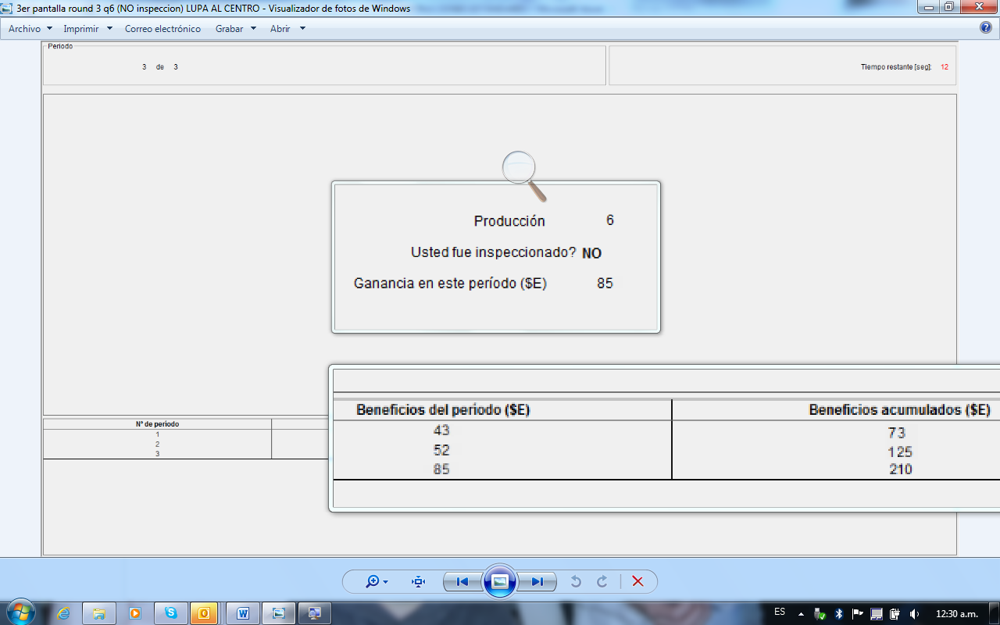 3er pantalla round 3 q6 (NO inspeccion) LUPA AL CENTRO - Visualizador de fotos de Windows
Archivo Imprimir Correo electrónico Grabar Abrir
Periodo
3 de 3
Tiempo restante [seg]: 12
Producción 6
Usted fue inspeccionado? NO
Ganancia en este período ($E) 85
Beneficios del periodo ($E) Beneficios acumulados ($E)
43 73
52 125
85 210
Nº de periodo
1
2
3
ES 12:30 a.m.